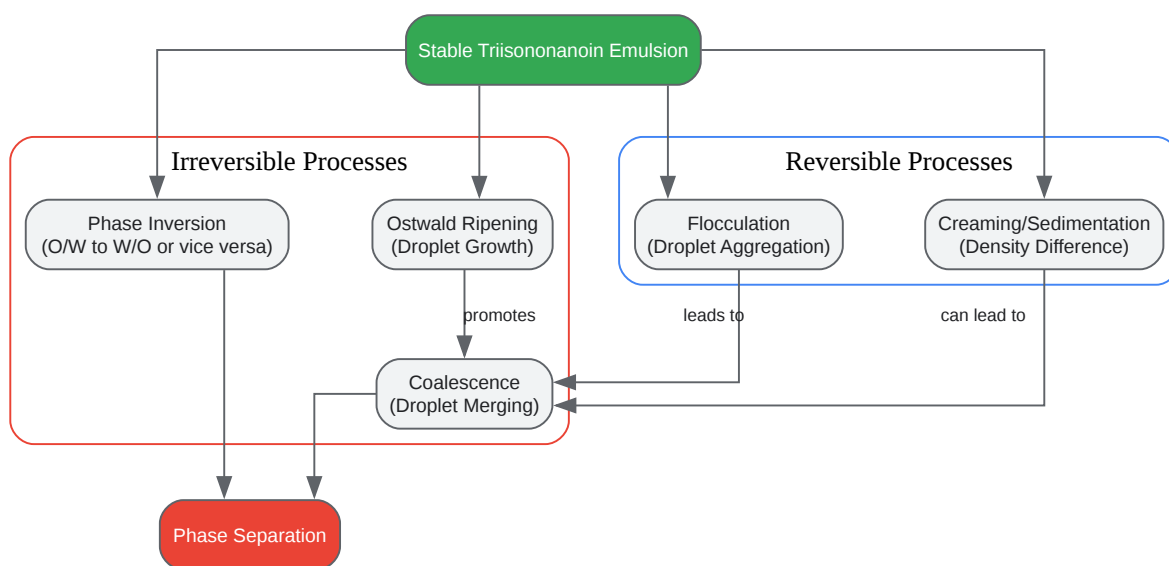 Stable Triisononanoin Emulsion
Irreversible Processes
Reversible Processes
Phase Inversion
(O/W to W/O or vice versa)
Ostwald Ripening
(Droplet Growth)
Flocculation
(Droplet Aggregation)
Creaming/Sedimentation
(Density Difference)
promotes
leads to
can lead to
Coalescence
(Droplet Merging)
Phase Separation